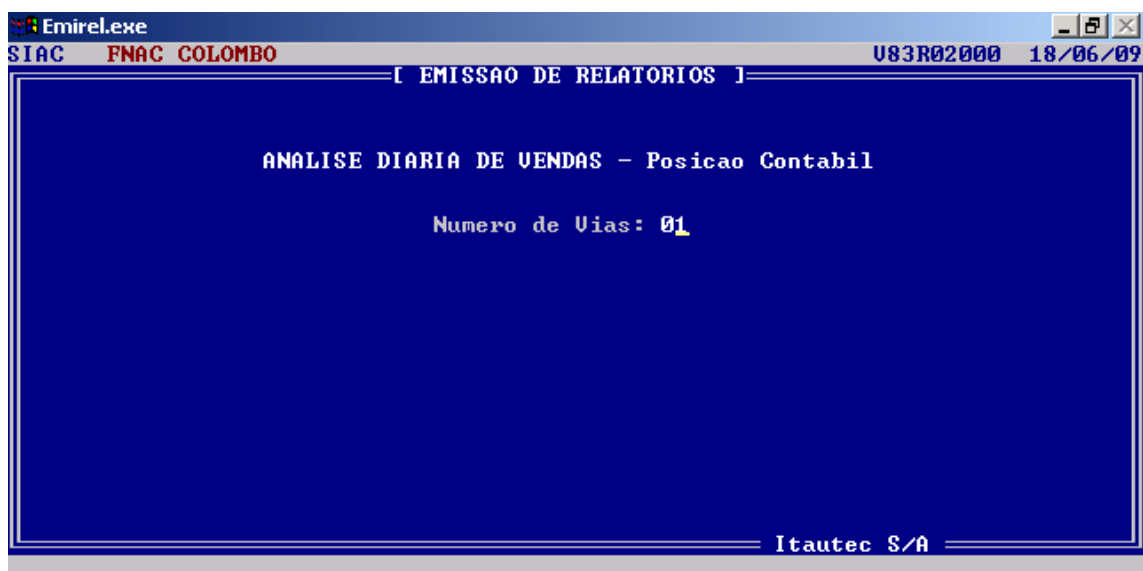 Emirel.exe
SIAC FNAC COLOMBO V83R02000 18/06/09
[ EMISSAO DE RELATORIOS ]
ANALISE DIARIA DE VENDAS - Posicao Contabil
Numero de Vias: 01
Itautec S/A